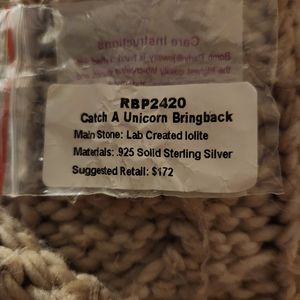 Care Instructions
RBP2420
Catch A Unicorn Bringback
Main Stone: Lab Created Iolite
Materials: .925 Solid Sterling Silver
Suggested Retail: $172